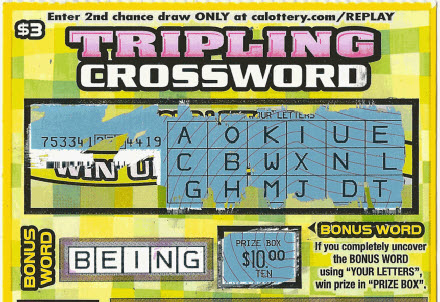 Enter 2nd chance draw ONLY at calottery.com/REPLAY
$3
TRIPLING
CROSSWORD
YOUR LETTERS
A O K I U E
C B W X N L
G H M J D T
WIN U
BONUS
WORD
B E I N G
PRIZE BOX
$10.00
TEN
BONUS WORD
If you completely uncover
the BONUS WORD
using "YOUR LETTERS",
win prize in "PRIZE BOX".